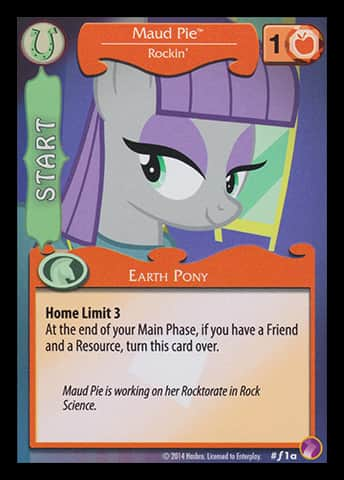 Maud Pie™
Rockin'
1
START
EARTH PONY
Home Limit 3
At the end of your Main Phase, if you have a Friend
and a Resource, turn this card over.
Maud Pie is working on her Rocktorate in Rock
Science.
© 2014 Hasbro. Licensed to Enterplay.
#ƒ1a